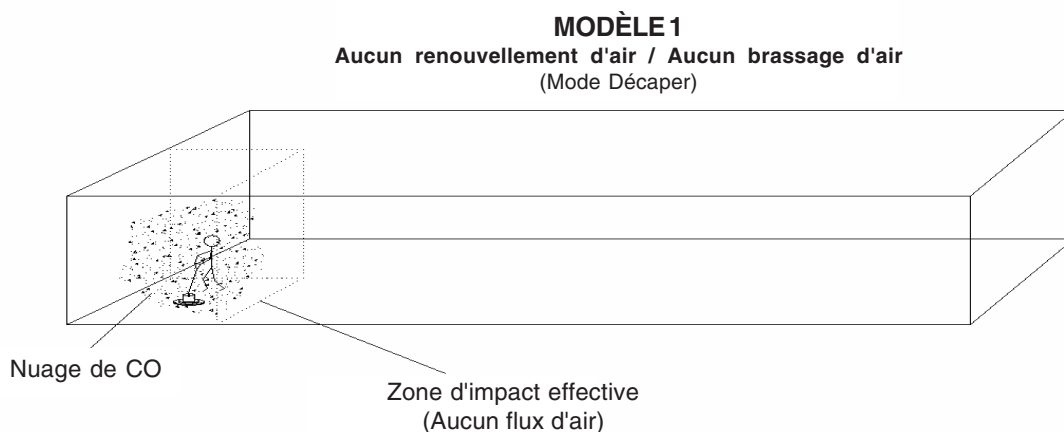 MODÈLE 1
Aucun renouvellement d'air / Aucun brassage d'air
(Mode Décaper)
Nuage de CO
Zone d'impact effective
(Aucun flux d'air)